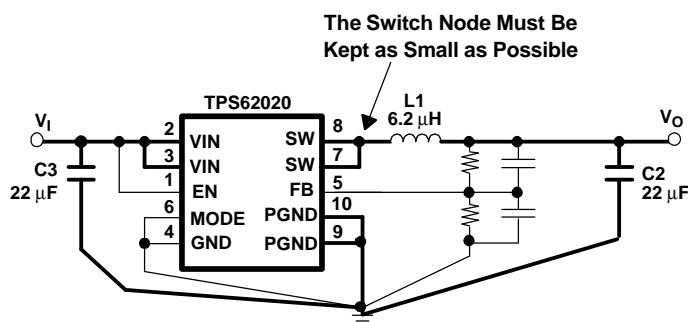 The Switch Node Must Be
Kept as Small as Possible
TPS62020
L1
6.2 μH
V_I
V_O
2
VIN
SW
8
3
VIN
SW
7
1
EN
FB
5
6
MODE
PGND
10
4
GND
PGND
9
C3
22 μF
C2
22 μF